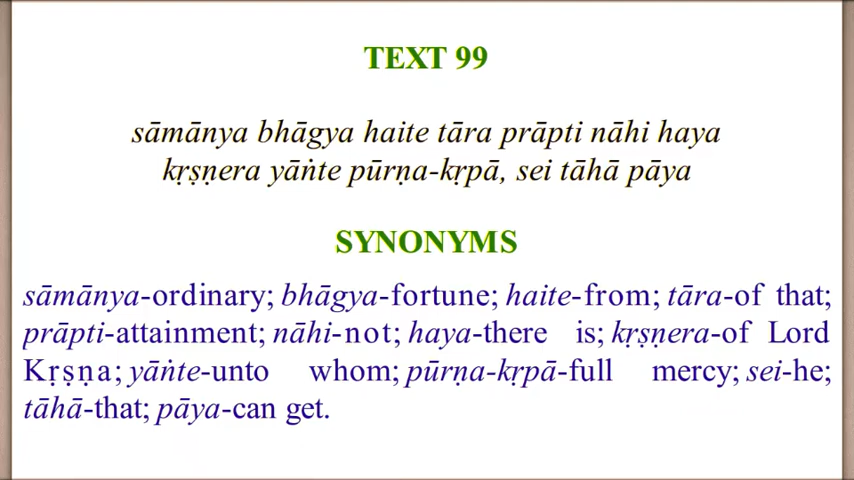 TEXT 99
sāmānya bhāgya haite tāra prāpti nāhi haya
kṛṣṇera yāṅte pūrṇa-kṛpā, sei tāhā pāya
SYNONYMS
sāmānya-ordinary; bhāgya-fortune; haite-from; tāra-of that;
prāpti-attainment; nāhi-not; haya-there is; kṛṣṇera-of Lord
Kṛṣṇa; yāṅte-unto whom; pūrṇa-kṛpā-full mercy; sei-he;
tāhā-that; pāya-can get.